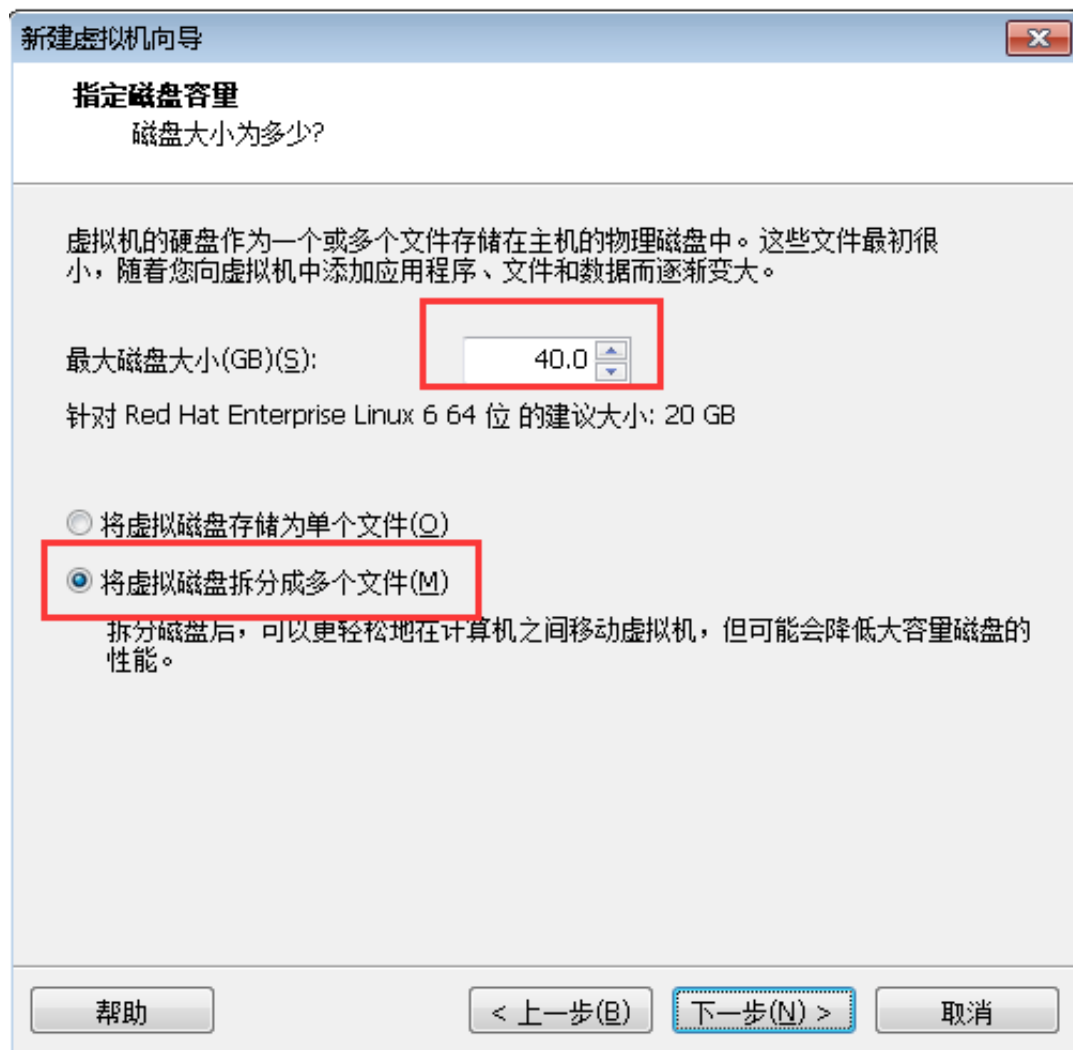 新建虚拟机向导
指定磁盘容量
磁盘大小为多少?
虚拟机的硬盘作为一个或多个文件存储在主机的物理磁盘中。这些文件最初很
小，随着您向虚拟机中添加应用程序、文件和数据而逐渐变大。
最大磁盘大小(GB)(S): 40.0
针对 Red Hat Enterprise Linux 6 64 位 的建议大小: 20 GB
将虚拟磁盘存储为单个文件(O)
将虚拟磁盘拆分成多个文件(M)
拆分磁盘后，可以更轻松地在计算机之间移动虚拟机，但可能会降低大容量磁盘的
性能。
帮助 < 上一步(B) 下一步(N) > 取消